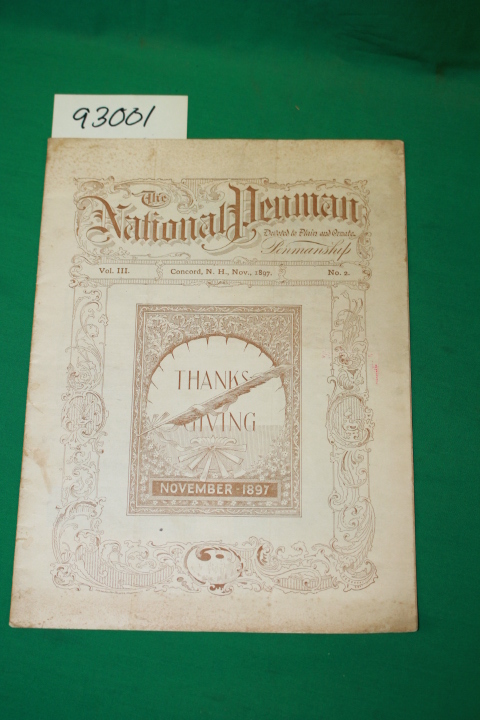 93001
The
National Penman
Devoted to Plain and Ornate
Penmanship
Vol. III. Concord, N. H., Nov., 1897. No. 2.
THANKS-
GIVING
NOVEMBER - 1897